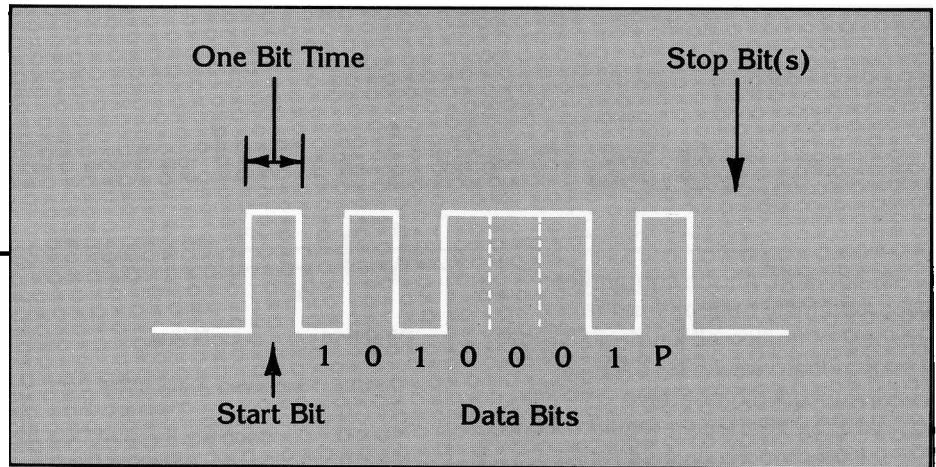 One Bit Time
Stop Bit(s)
1 0 1 0 0 0 1 P
Start Bit
Data Bits